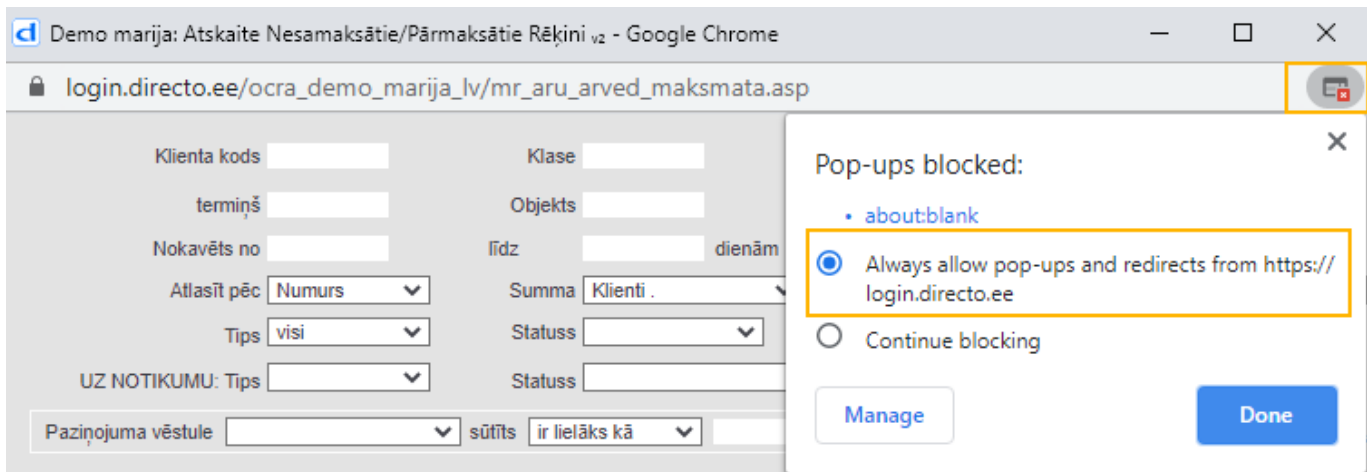 Demo marija: Atskaite Nesamaksātie/Pārmaksātie Rēķini v2 - Google Chrome
login.directo.ee/ocra_demo_marija_lv/mr_aru_arved_maksmata.asp
Klienta kods Klase
termiņš Objekts
Nokavēts no līdz dienām
Atlasīt pēc Numurs Summa Klienti .
Tips visi Statuss
UZ NOTIKUMU: Tips Statuss
Paziņojuma vēstule sūtīts ir lielāks kā
Pop-ups blocked:
• about:blank
Always allow pop-ups and redirects from https://
login.directo.ee
Continue blocking
Manage Done